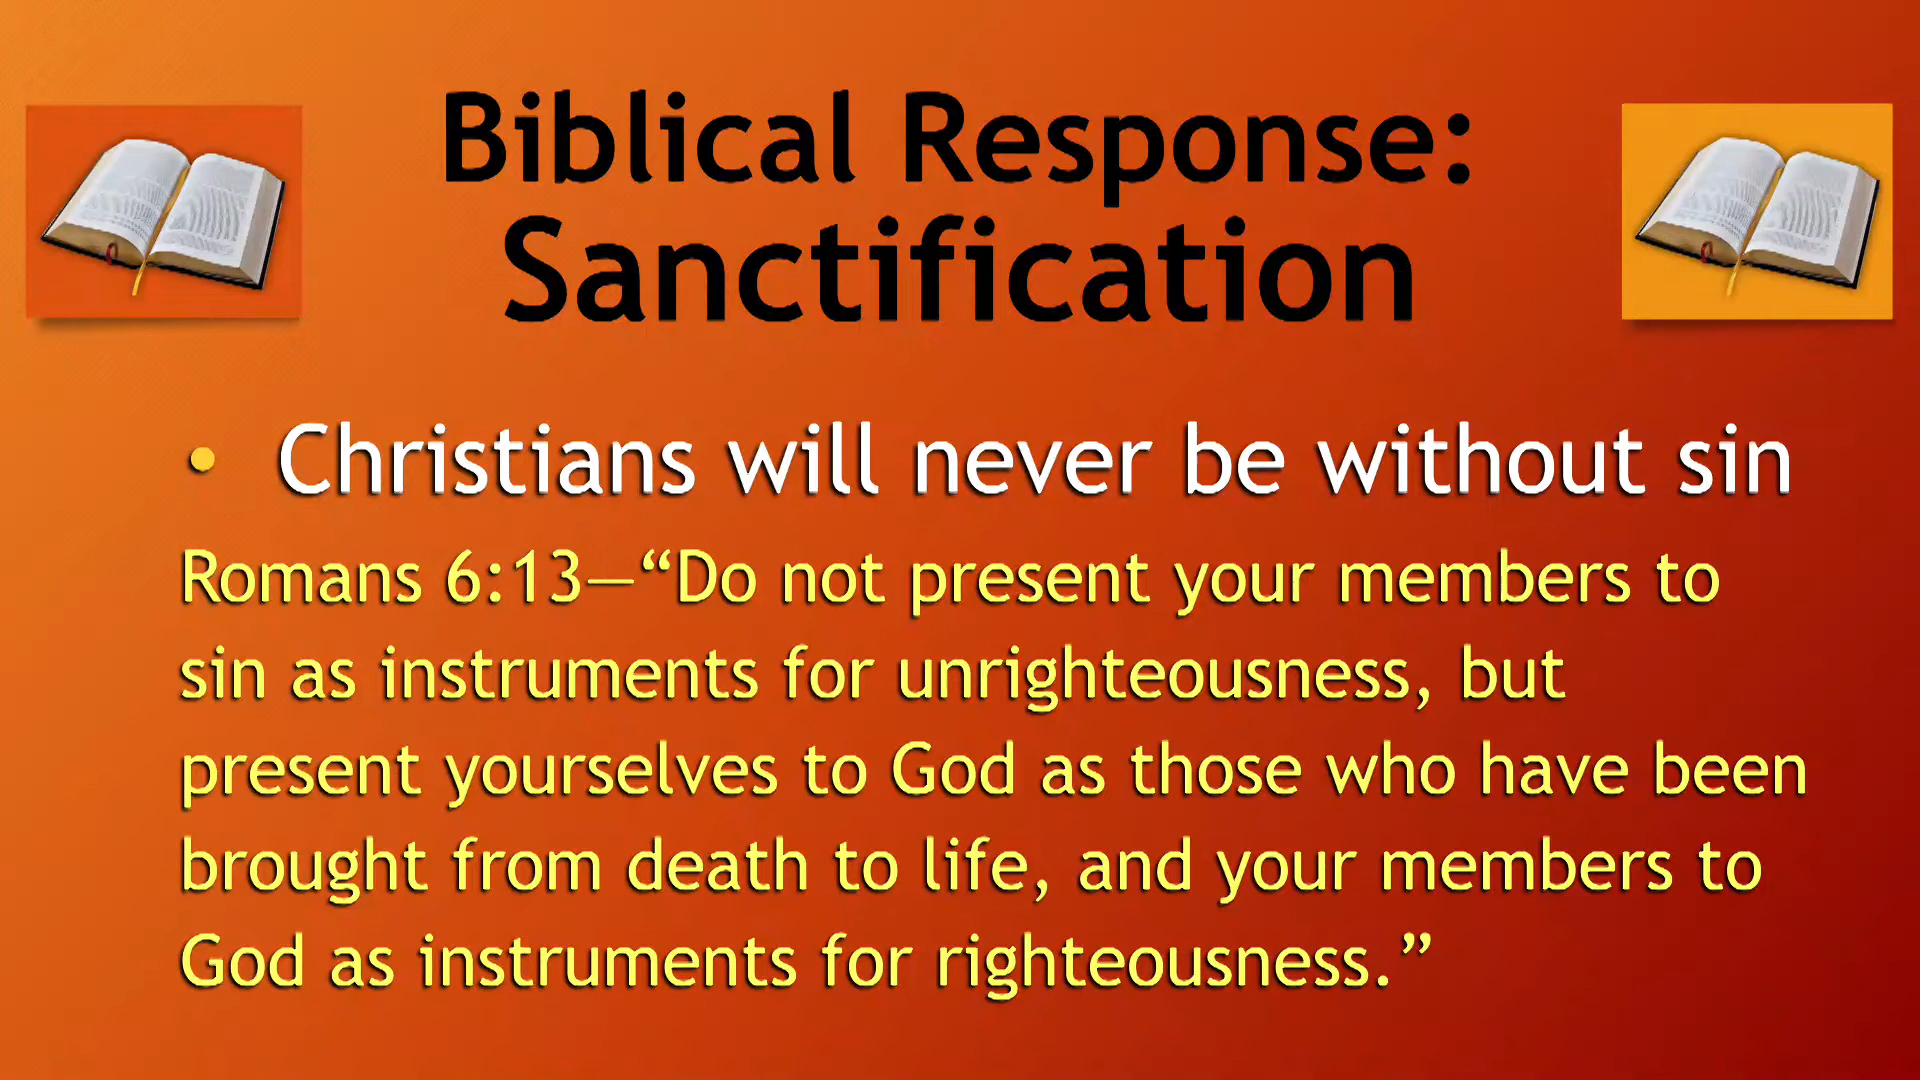 Biblical Response:
Sanctification
• Christians will never be without sin
Romans 6:13—“Do not present your members to
sin as instruments for unrighteousness, but
present yourselves to God as those who have been
brought from death to life, and your members to
God as instruments for righteousness.”